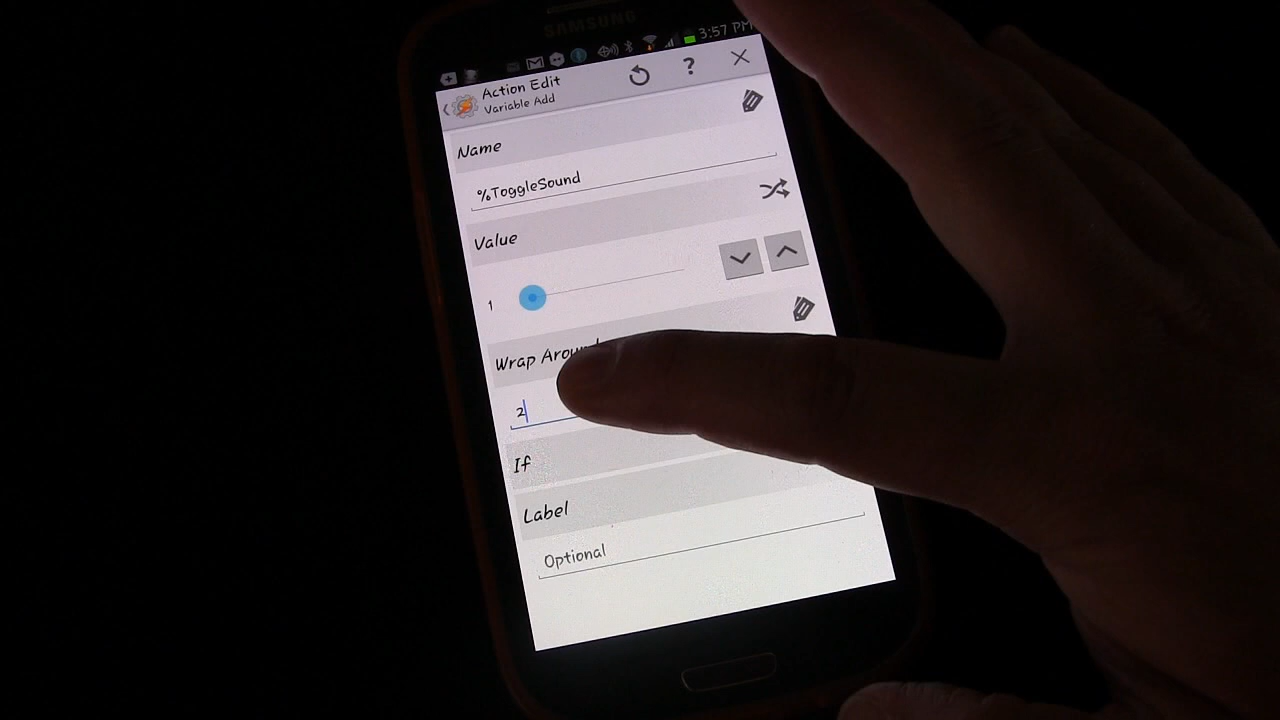 SAMSUNG
3:57 PM
Action Edit
Variable Add
?
Name
%ToggleSound
Value
1
Wrap Around
2
If
Label
Optional